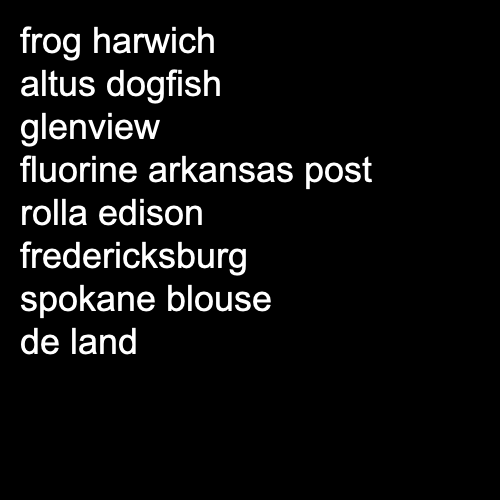 frog harwich
altus dogfish
glenview
fluorine arkansas post
rolla edison
fredericksburg
spokane blouse
de land